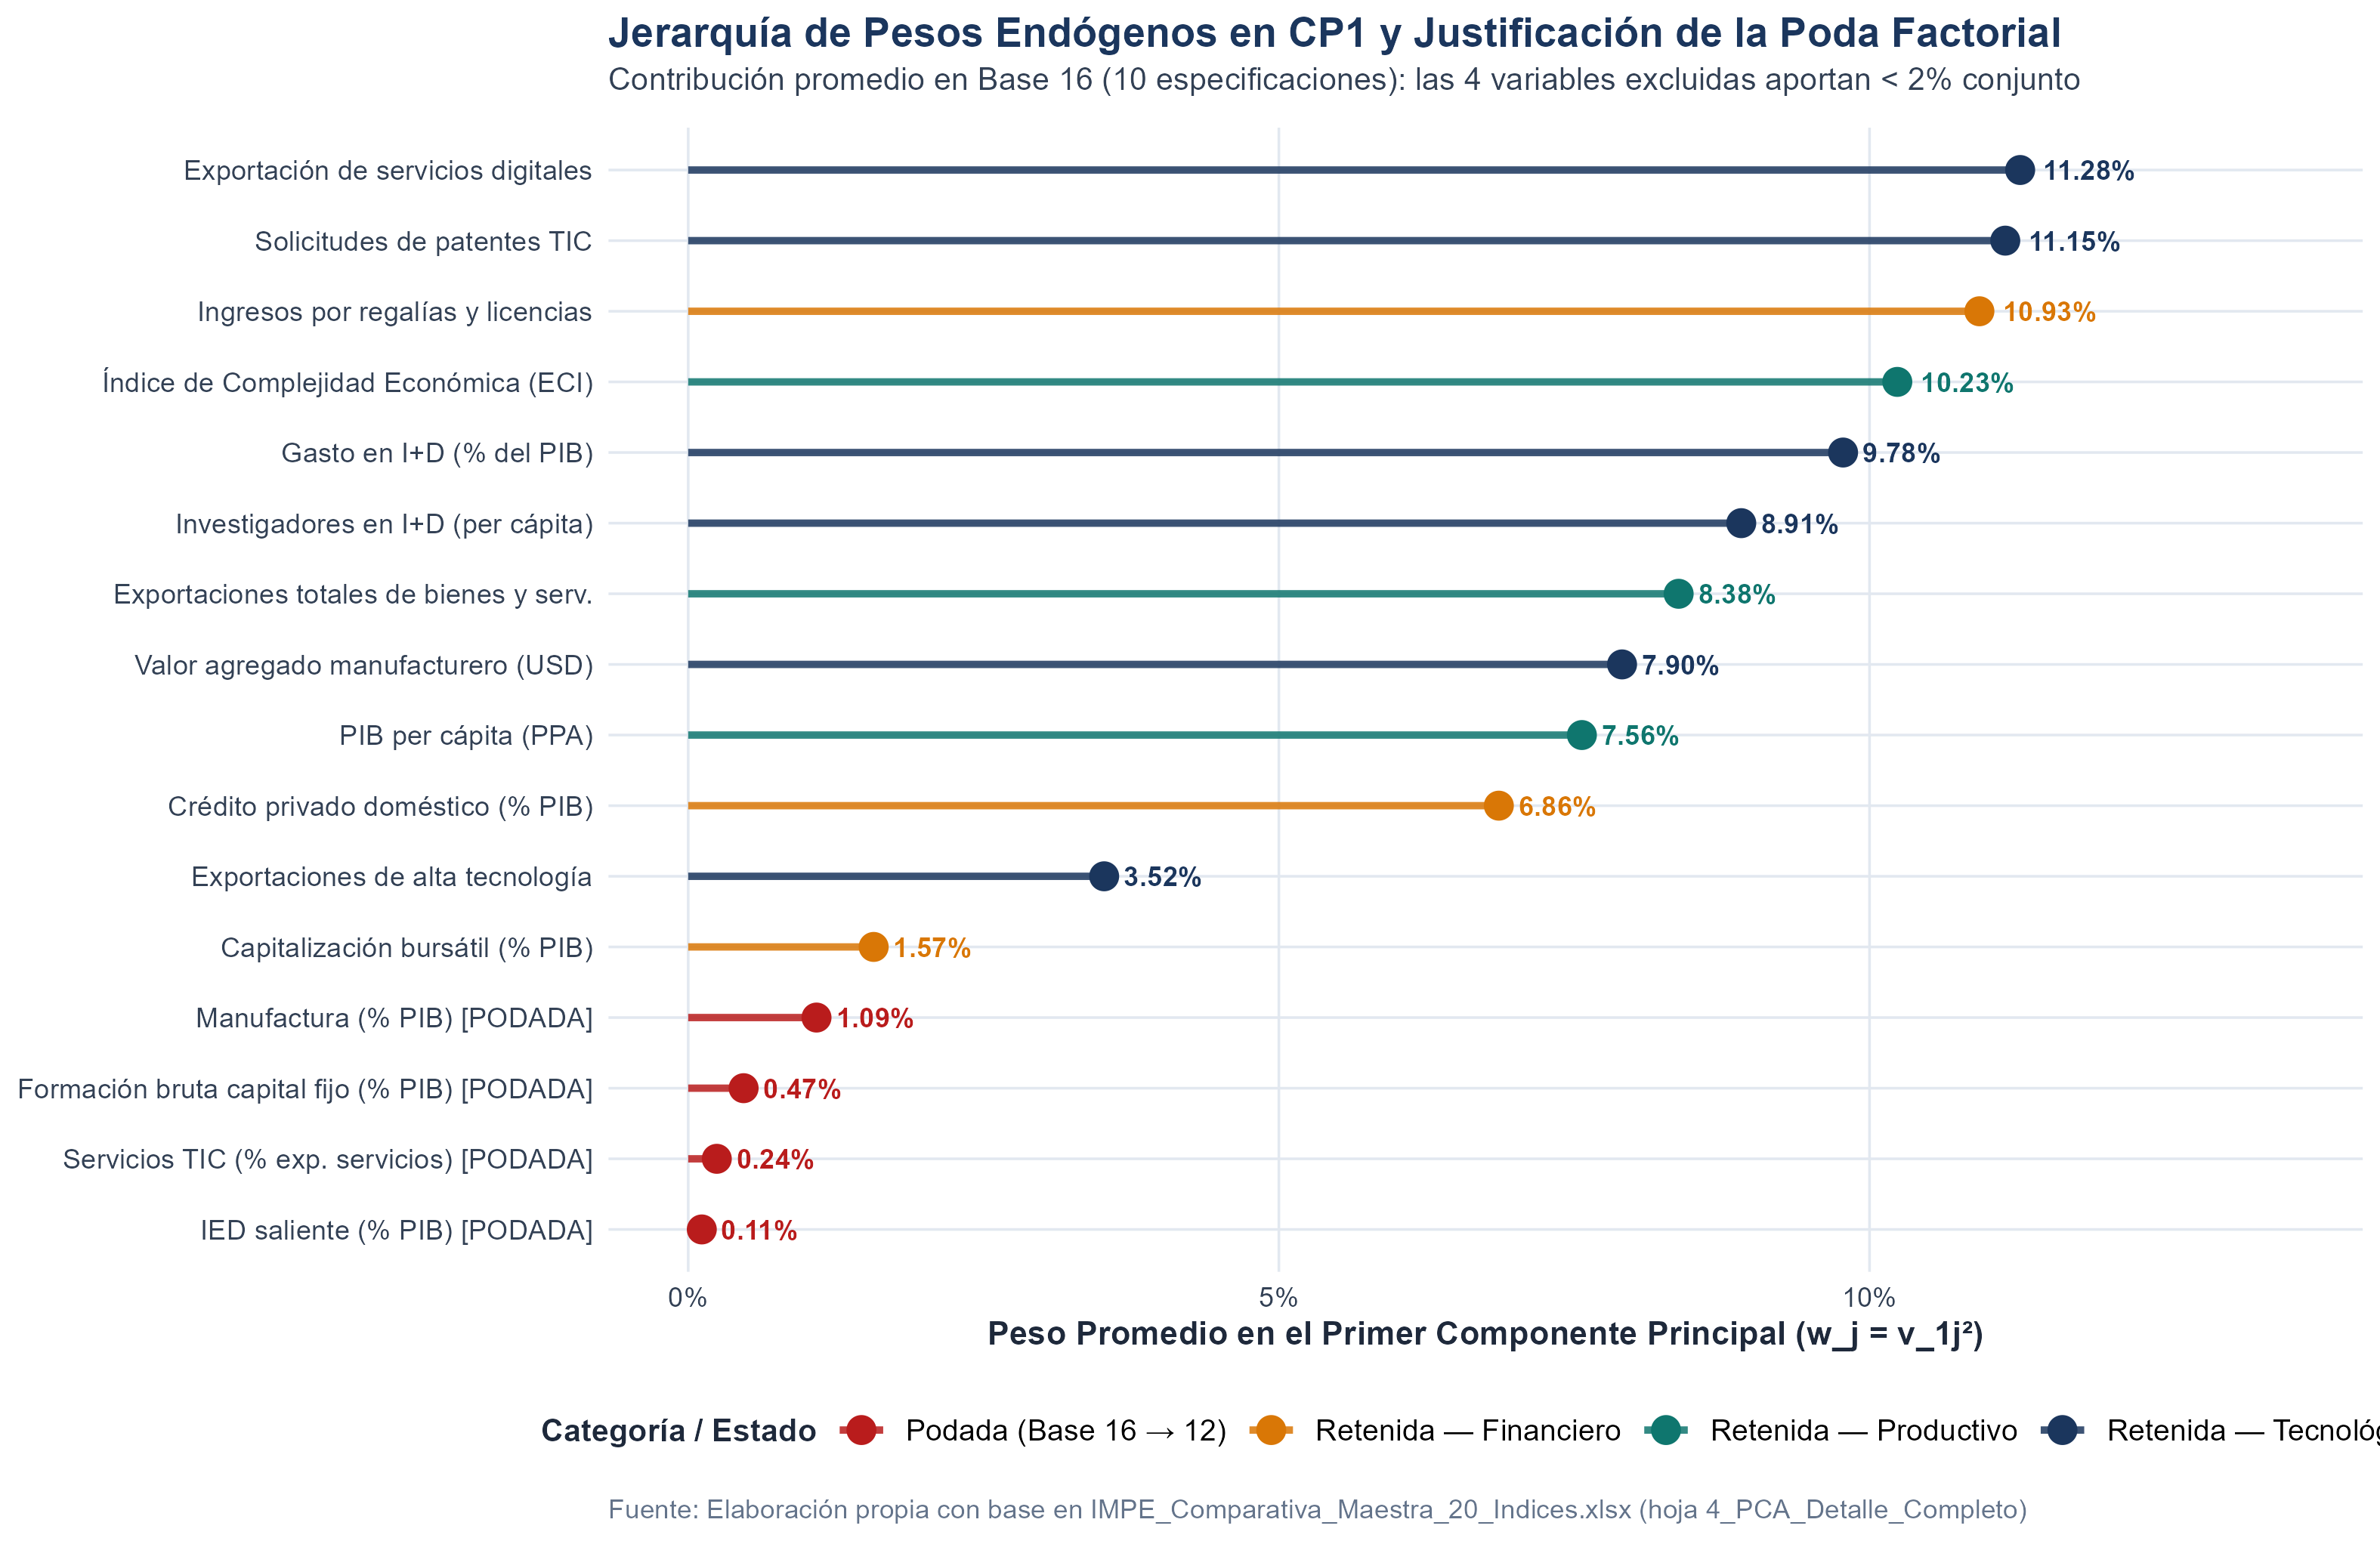 Jerarquía de Pesos Endógenos en CP1 y Justificación de la Poda Factorial
Contribución promedio en Base 16 (10 especificaciones): las 4 variables excluidas aportan < 2% conjunto
Exportación de servicios digitales 11.28%
Solicitudes de patentes TIC 11.15%
Ingresos por regalías y licencias 10.93%
Índice de Complejidad Económica (ECI) 10.23%
Gasto en I+D (% del PIB) 9.78%
Investigadores en I+D (per cápita) 8.91%
Exportaciones totales de bienes y serv. 8.38%
Valor agregado manufacturero (USD) 7.90%
PIB per cápita (PPA) 7.56%
Crédito privado doméstico (% PIB) 6.86%
Exportaciones de alta tecnología 3.52%
Capitalización bursátil (% PIB) 1.57%
Manufactura (% PIB) [PODADA] 1.09%
Formación bruta capital fijo (% PIB) [PODADA] 0.47%
Servicios TIC (% exp. servicios) [PODADA] 0.24%
IED saliente (% PIB) [PODADA] 0.11%
0% 5% 10%
Peso Promedio en el Primer Componente Principal (w_j = v_1j²)
Categoría / Estado Podada (Base 16 → 12) Retenida — Financiero Retenida — Productivo Retenida —
Fuente: Elaboración propia con base en IMPE_Comparativa_Maestra_20_Indices.xlsx (hoja 4_PCA_Detalle_Completo)